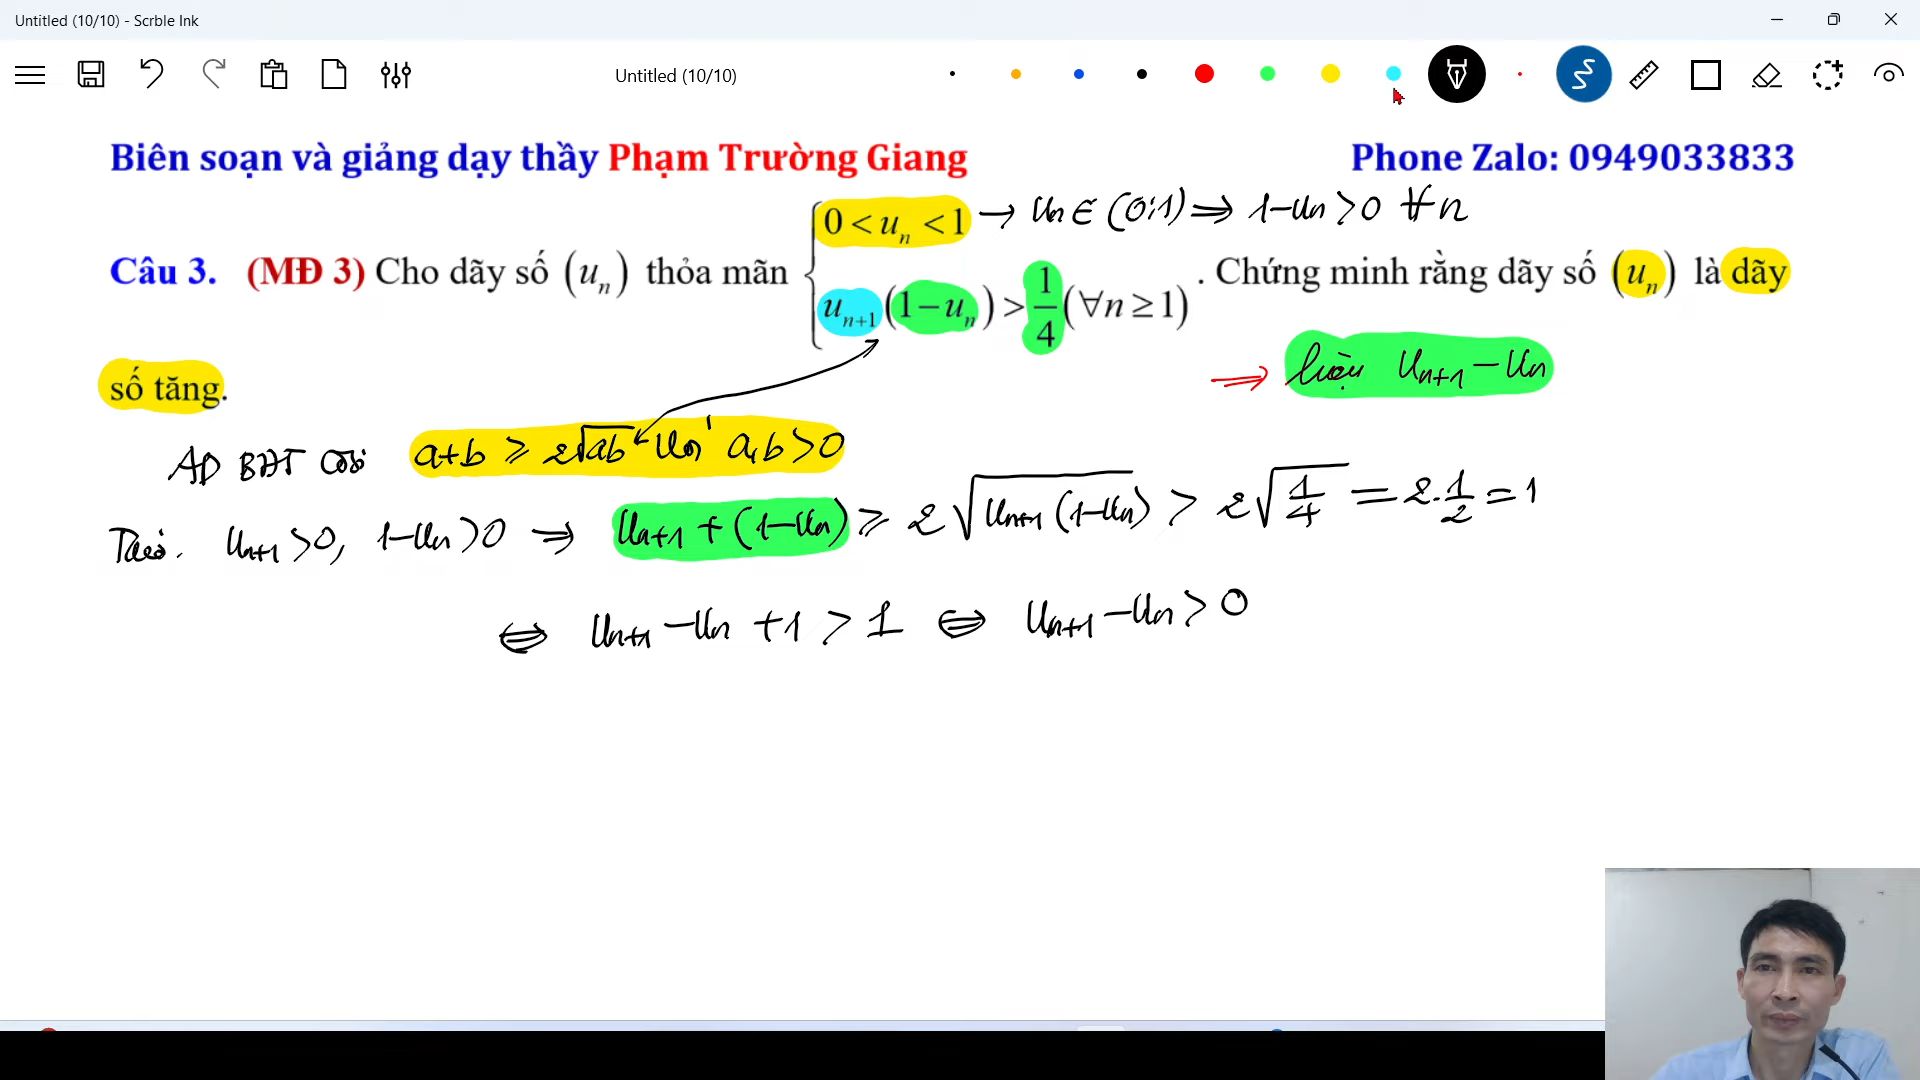 Untitled (10/10) - Scrble Ink
Untitled (10/10)
Biên soạn và giảng dạy thầy Phạm Trường Giang Phone Zalo: 0949033833
0 < uₙ < 1 → uₙ ∈ (0;1) ⇒ 1-uₙ > 0 ∀n
Câu 3. (MĐ 3) Cho dãy số (uₙ) thỏa mãn { uₙ₊₁(1−uₙ) > 1/4 (∀n ≥ 1) . Chứng minh rằng dãy số (uₙ) là dãy
số tăng. ⇒ hiệu uₙ₊₁ − uₙ
AD BĐT Côsi a+b ≥ 2√ab với a,b>0
uₙ₊₁ >0, 1-uₙ >0 ⇒ uₙ₊₁ + (1-uₙ) ≥ 2√uₙ₊₁(1-uₙ) > 2√1/4 = 2.1/2 = 1
⇔ uₙ₊₁ −uₙ +1 > 1 ⇔ uₙ₊₁ −uₙ > 0